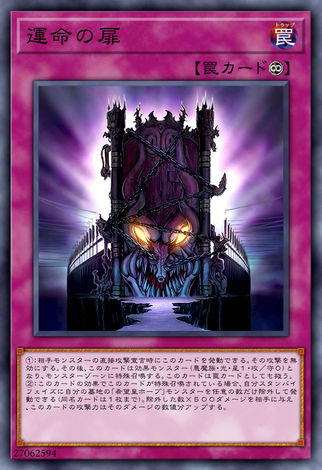 運命の扉
トラップ
罠
【罠カード】
①:相手モンスターの直接攻撃宣言時にこのカードを発動できる。その攻撃を無
効にする。その後、このカードは効果モンスター(悪魔族・光・星1・攻/守0)と
なり、モンスターゾーンに特殊召喚する。このカードは罠カードとしても扱う。
②:このカードの効果でこのカードが特殊召喚されている場合、自分スタンバイ
フェイズに自分の墓地の「希望皇ホープ」モンスターを任意の数だけ除外して発
動できる(同名カードは1枚まで)。除外した数×500ダメージを相手に与え
、このカードの攻撃力はそのダメージの数値分アップする。
27062594